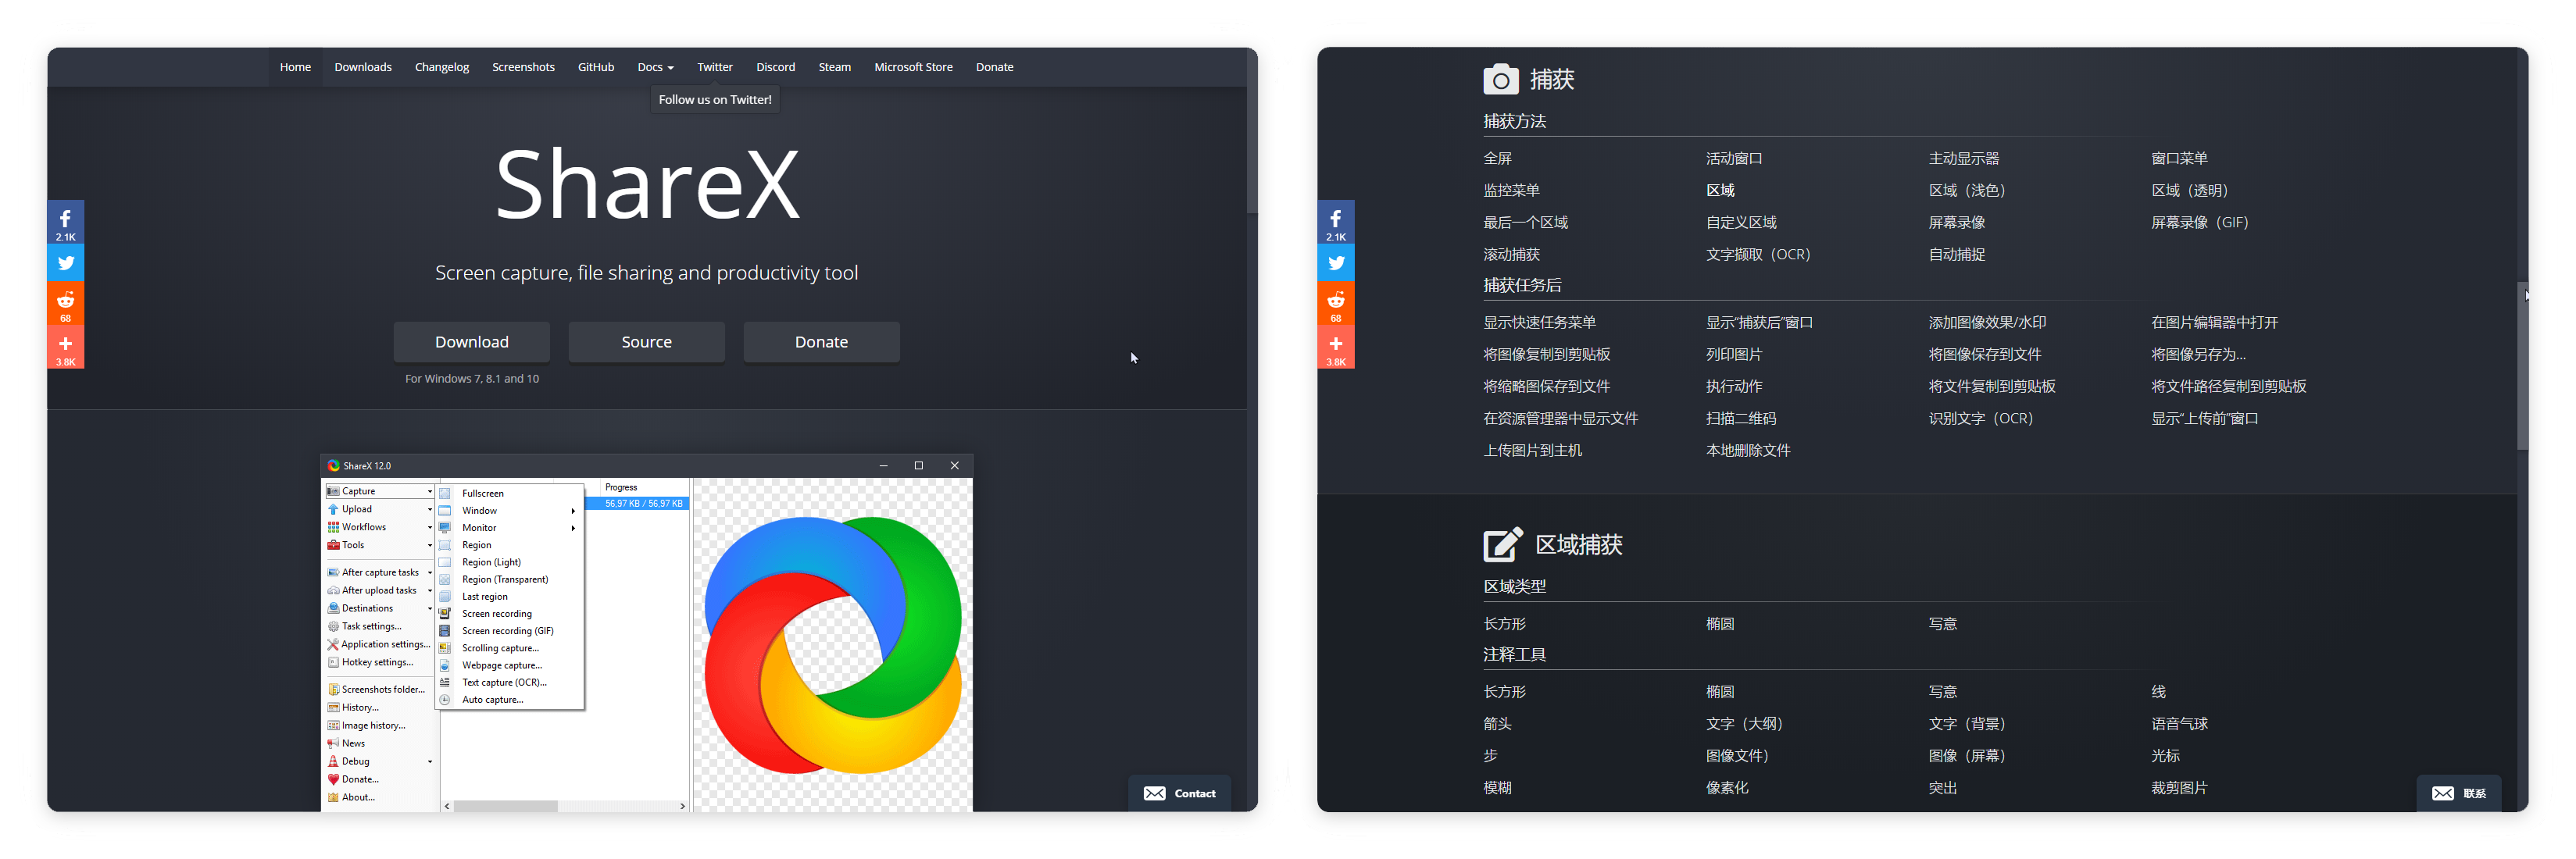 Home Downloads Changelog Screenshots GitHub Docs Twitter Discord Steam Microsoft Store Donate
Follow us on Twitter!
ShareX
Screen capture, file sharing and productivity tool
Download Source Donate
For Windows 7, 8.1 and 10
2.1K
68
3.8K
ShareX 12.0
Capture
Upload
Workflows
Tools
After capture tasks
After upload tasks
Destinations
Task settings...
Application settings...
Hotkey settings...
Screenshots folder...
History...
Image history...
News
Debug
Donate...
About...
Fullscreen
Window
Monitor
Region
Region (Light)
Region (Transparent)
Last region
Screen recording
Screen recording (GIF)
Scrolling capture...
Webpage capture...
Text capture (OCR)...
Auto capture...
Progress
56,97 KB / 56,97 KB
Contact
捕获
捕获方法
全屏 活动窗口 主动显示器 窗口菜单
监控菜单 区域 区域（浅色） 区域（透明）
最后一个区域 自定义区域 屏幕录像 屏幕录像（GIF）
滚动捕获 文字撷取（OCR） 自动捕捉
捕获任务后
显示快速任务菜单 显示“捕获后”窗口 添加图像效果/水印 在图片编辑器中打开
将图像复制到剪贴板 列印图片 将图像保存到文件 将图像另存为...
将缩略图保存到文件 执行动作 将文件复制到剪贴板 将文件路径复制到剪贴板
在资源管理器中显示文件 扫描二维码 识别文字（OCR） 显示“上传前”窗口
上传图片到主机 本地删除文件
区域捕获
区域类型
长方形 椭圆 写意
注释工具
长方形 椭圆 写意 线
箭头 文字（大纲） 文字（背景） 语音气球
步 图像文件） 图像（屏幕） 光标
模糊 像素化 突出 裁剪图片
2.1K
68
3.8K
联系